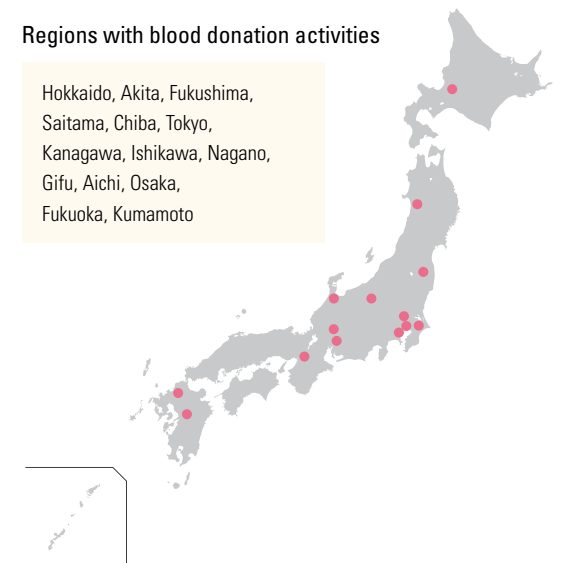 Regions with blood donation activities
Hokkaido, Akita, Fukushima,
Saitama, Chiba, Tokyo,
Kanagawa, Ishikawa, Nagano,
Gifu, Aichi, Osaka,
Fukuoka, Kumamoto